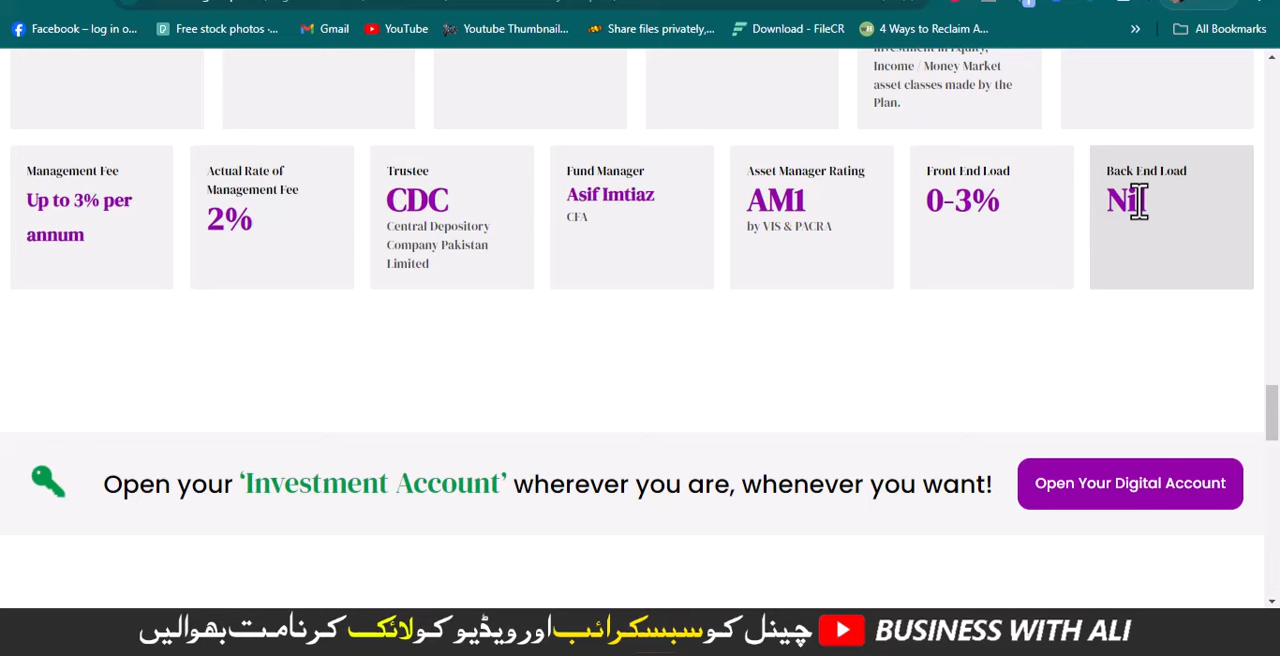 Facebook – log in o...
Free stock photos ·...
Gmail
YouTube
Youtube Thumbnail...
Share files privately,...
Download - FileCR
4 Ways to Reclaim A...
»
All Bookmarks
Income / Money Market
asset classes made by the
Plan.
Management Fee
Up to 3% per
annum
Actual Rate of
Management Fee
2%
Trustee
CDC
Central Depository
Company Pakistan
Limited
Fund Manager
Asif Imtiaz
CFA
Asset Manager Rating
AM1
by VIS & PACRA
Front End Load
0-3%
Back End Load
Nil
Open your ‘Investment Account’ wherever you are, whenever you want!
Open Your Digital Account
چینل کو سبسکرائب اور ویڈیو کو لائک کرنا مت بھوالیں
BUSINESS WITH ALI